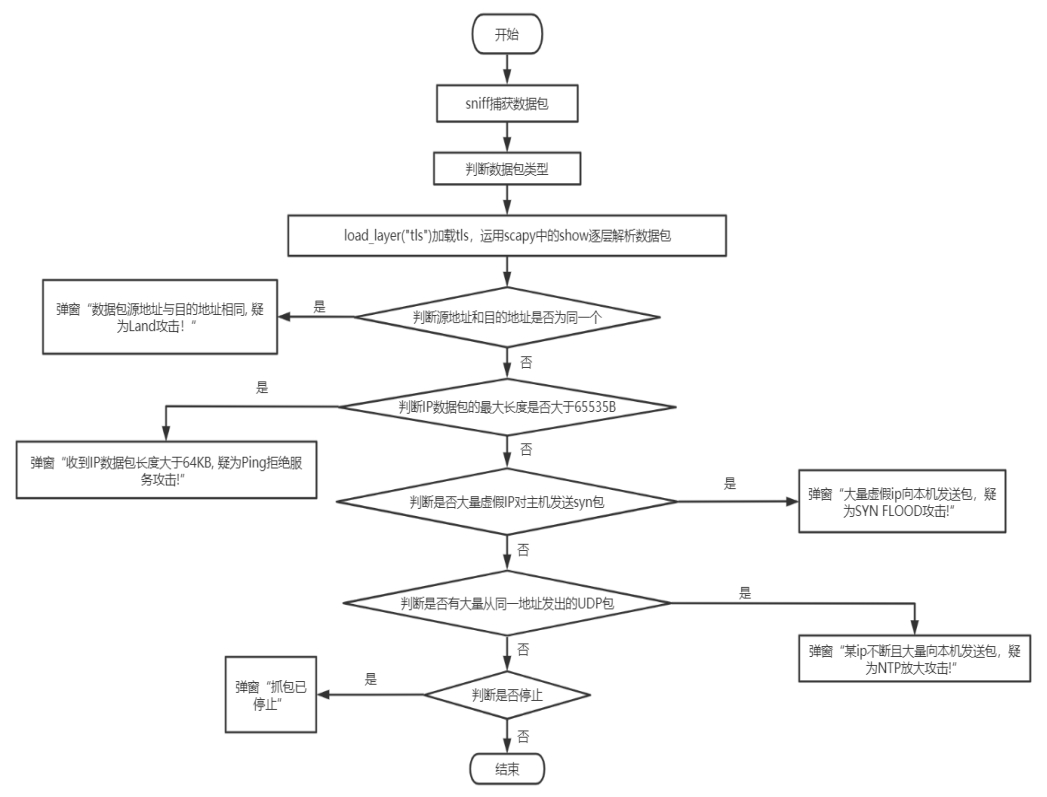 开始
sniff捕获数据包
判断数据包类型
load_layer("tls")加载tls，运用scapy中的show逐层解析数据包
弹窗“数据包源地址与目的地址相同, 疑
为Land攻击！“
是
判断源地址和目的地址是否为同一个
否
是
判断IP数据包的最大长度是否大于65535B
弹窗“收到IP数据包长度大于64KB, 疑为Ping拒绝服
务攻击!”
否
判断是否大量虚假IP对主机发送syn包
是
弹窗“大量虚假ip向本机发送包，疑
为SYN FLOOD攻击!”
否
判断是否有大量从同一地址发出的UDP包
是
弹窗“某ip不断且大量向本机发送包，疑
为NTP放大攻击!”
否
弹窗“抓包已
停止”
是
判断是否停止
否
结束